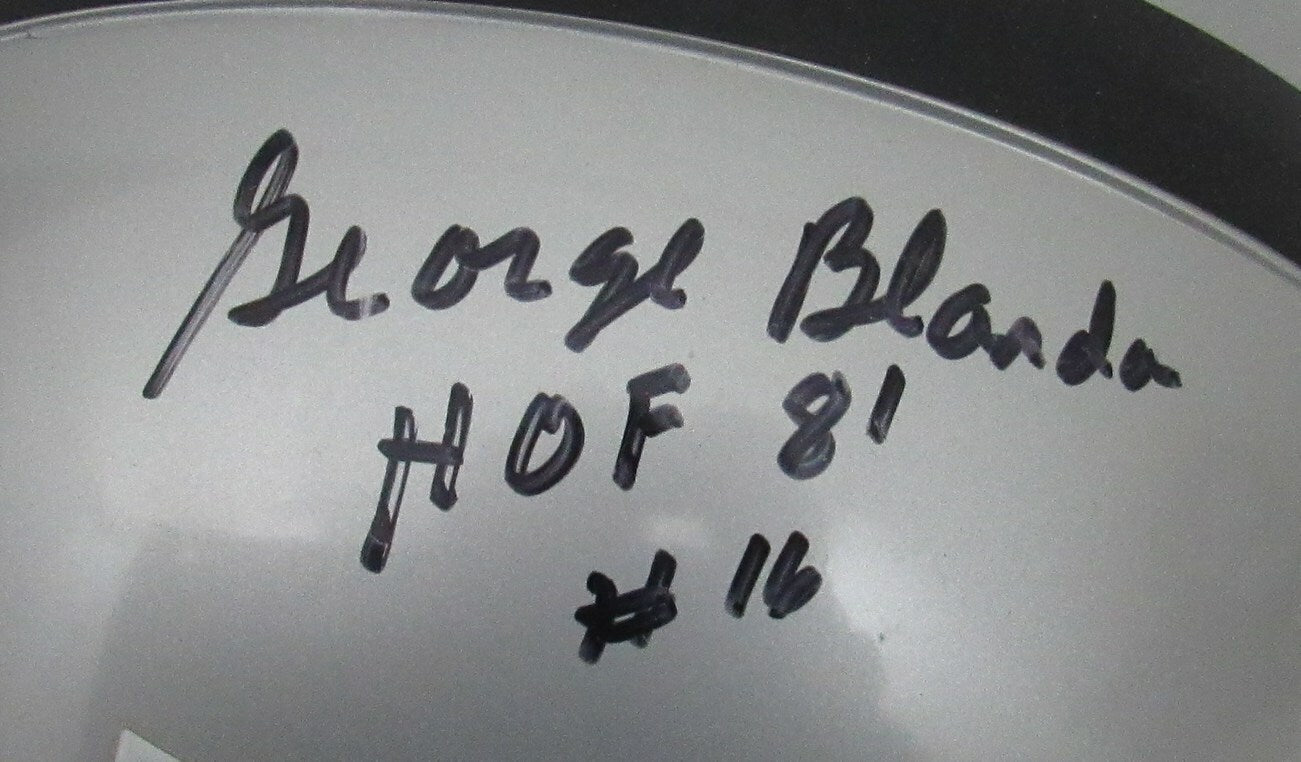 George Blanda
HOF 81
# 16